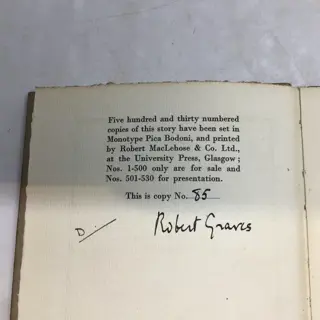 Five hundred and thirty numbered
copies of this story have been set in
Monotype Pica Bodoni, and printed
by Robert MacLehose & Co. Ltd.,
at the University Press, Glasgow;
Nos. 1-500 only are for sale and
Nos. 501-530 for presentation.
This is copy No. 85
Robert Graves